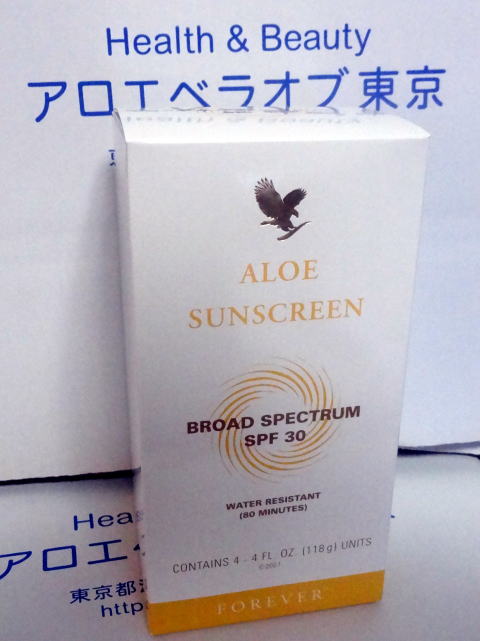 Health & Beauty
アロエベラオブ東京
ALOE
SUNSCREEN
BROAD SPECTRUM
SPF 30
WATER RESISTANT
(80 MINUTES)
CONTAINS 4 - 4 FL. OZ. (118g) UNITS
FOREVER
Hea
アロエ
東京都
http